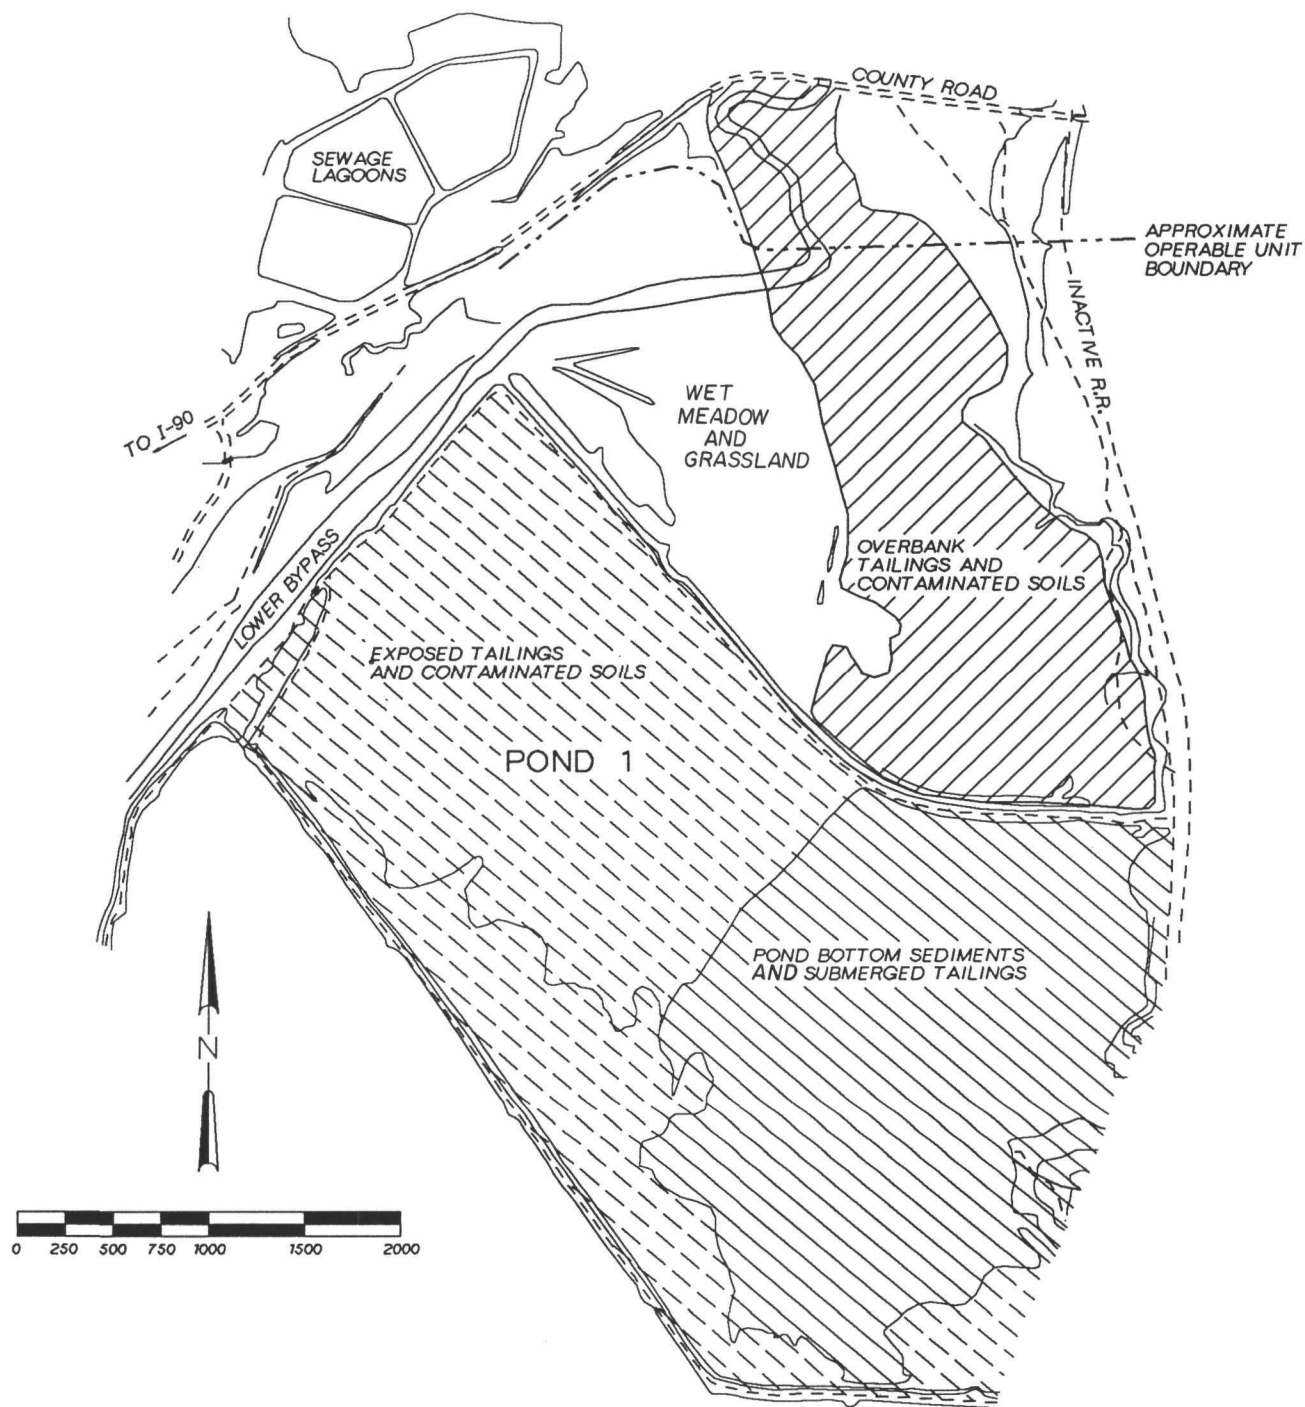 COUNTY ROAD
SEWAGE
LAGOONS
APPROXIMATE
OPERABLE UNIT
BOUNDARY
INACTIVE R.R.
WET
MEADOW
AND
GRASSLAND
TO I-90
LOWER BYPASS
OVERBANK
TAILINGS AND
CONTAMINATED SOILS
EXPOSED TAILINGS
AND CONTAMINATED SOILS
POND 1
POND BOTTOM SEDIMENTS
AND SUBMERGED TAILINGS
N
0 250 500 750 1000 1500 2000